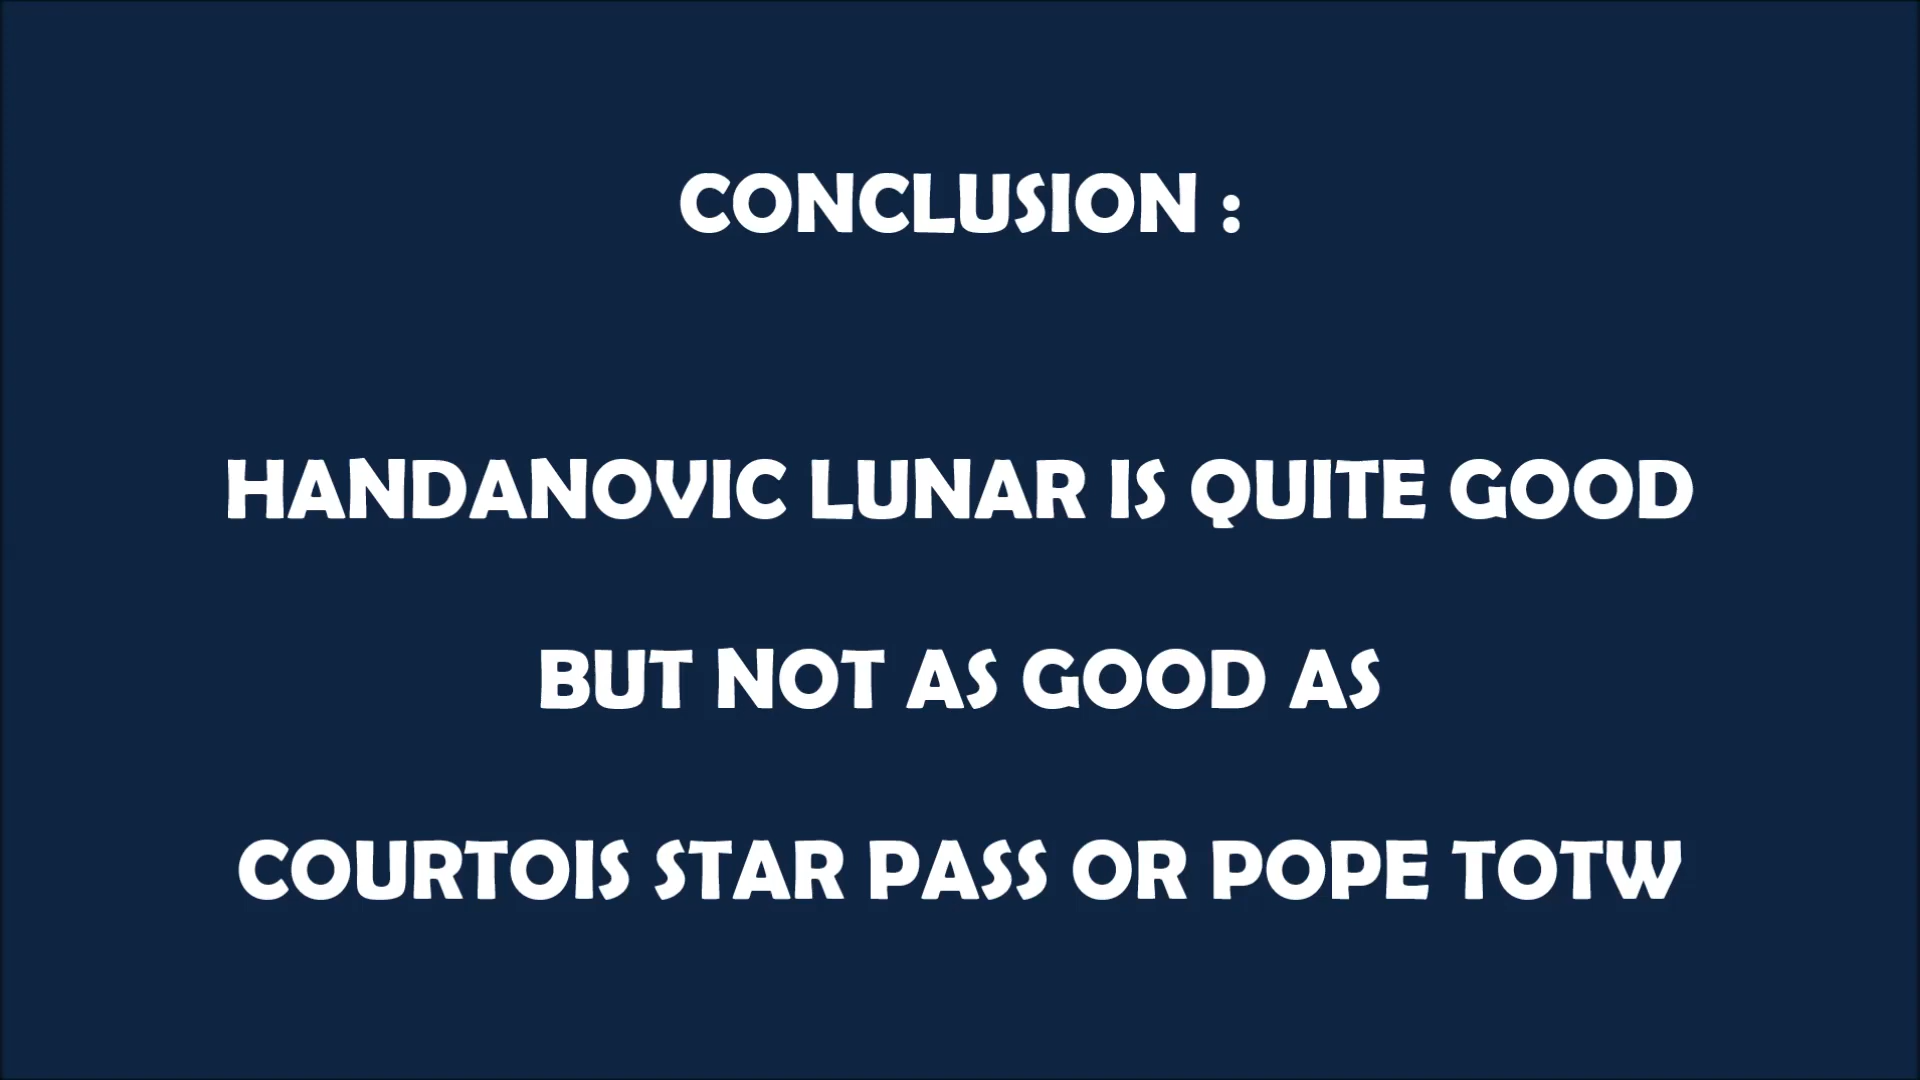 CONCLUSION :
HANDANOVIC LUNAR IS QUITE GOOD
BUT NOT AS GOOD AS
COURTOIS STAR PASS OR POPE TOTW